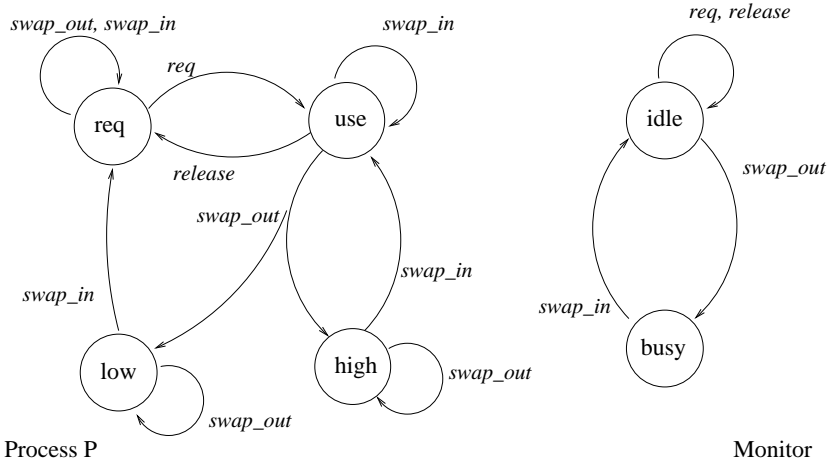 swap_out, swap_in
req
req
use
swap_in
release
swap_out
swap_in
swap_in
low
swap_out
high
swap_out
Process P
req, release
idle
swap_out
swap_in
busy
Monitor